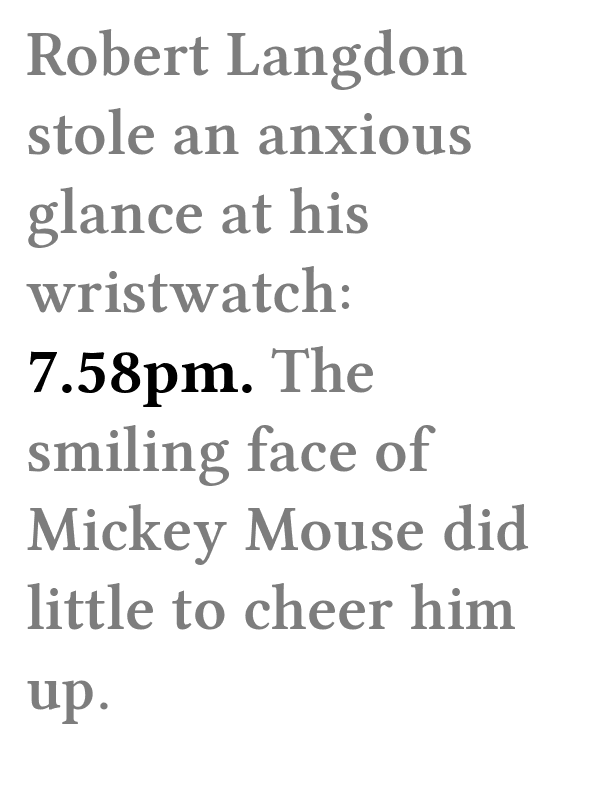 Robert Langdon
stole an anxious
glance at his
wristwatch:
7.58pm. The
smiling face of
Mickey Mouse did
little to cheer him
up.